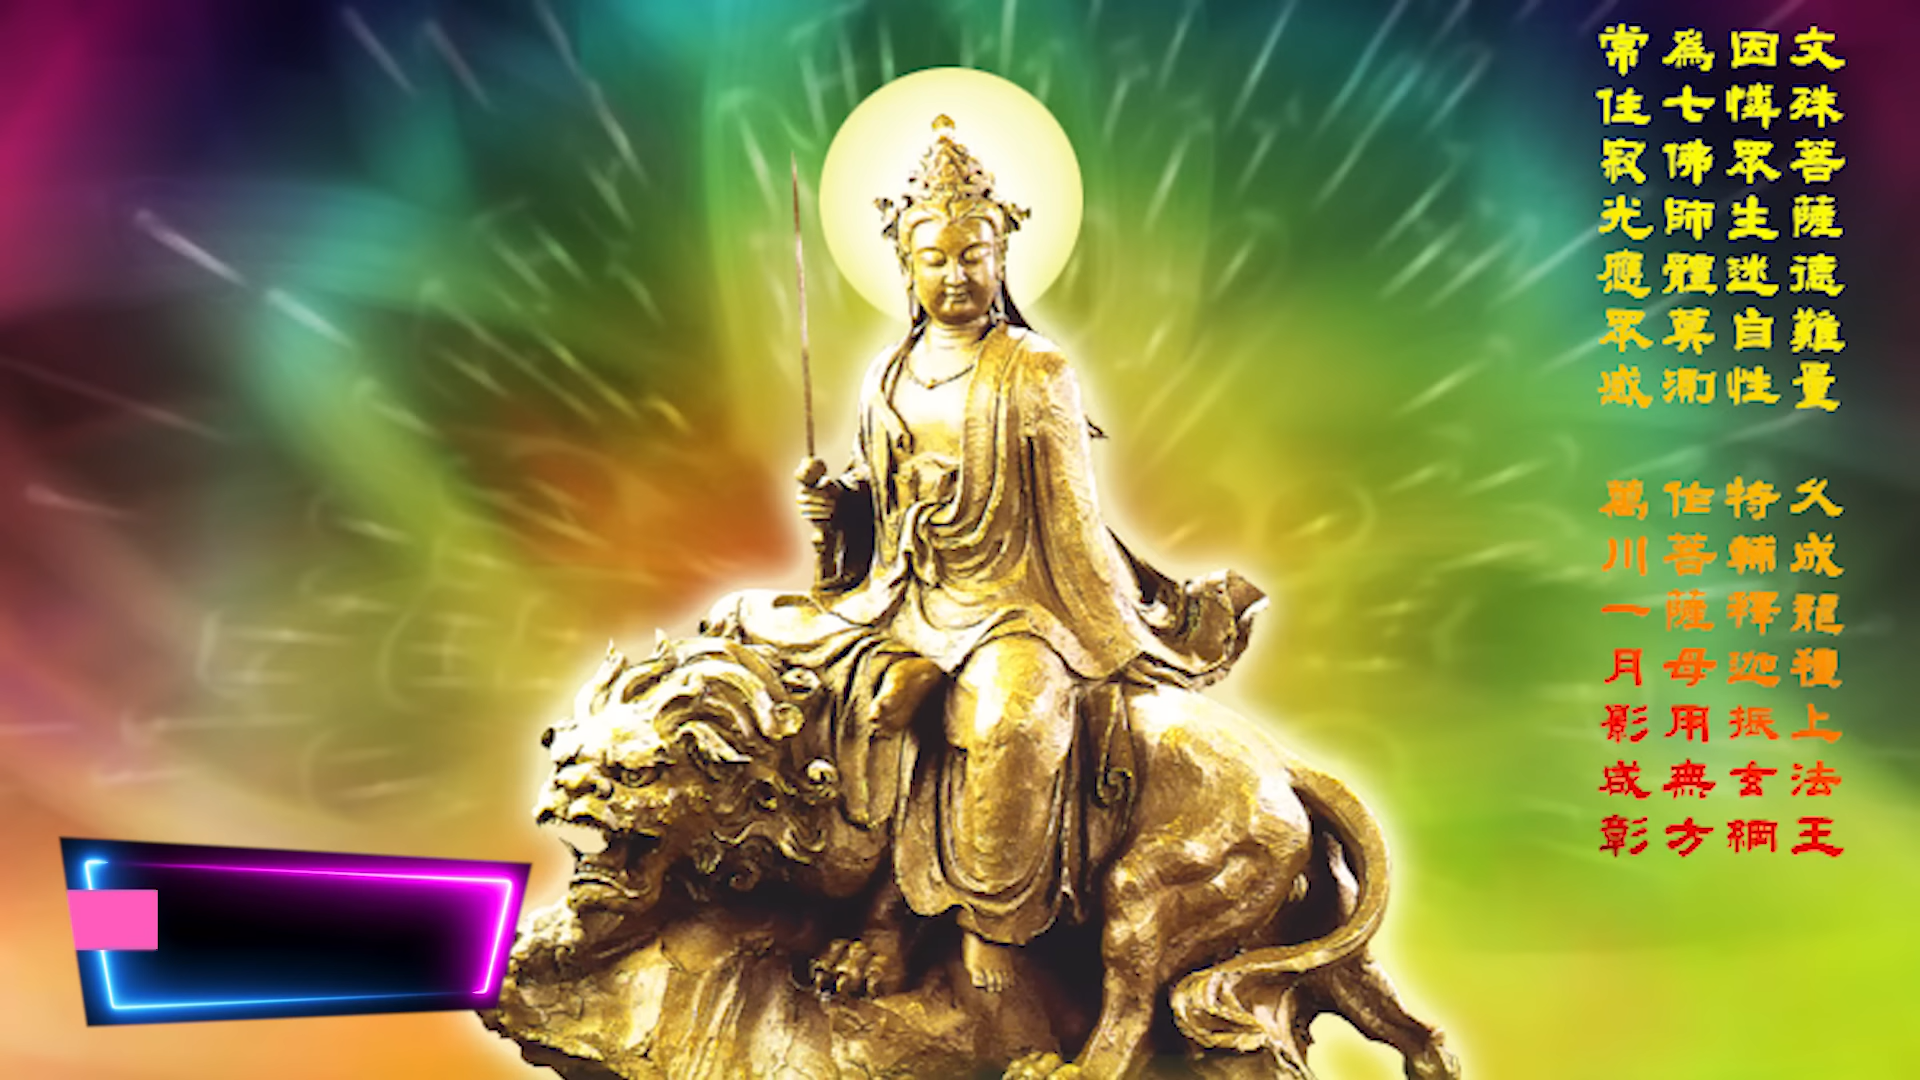 文殊菩薩德難量
久成龍種上法王
因憐眾生迷自性
特輔釋迦振玄綱
為七佛師體莫測
作菩薩母用無方
常住寂光應眾感
萬川一月影咸彰